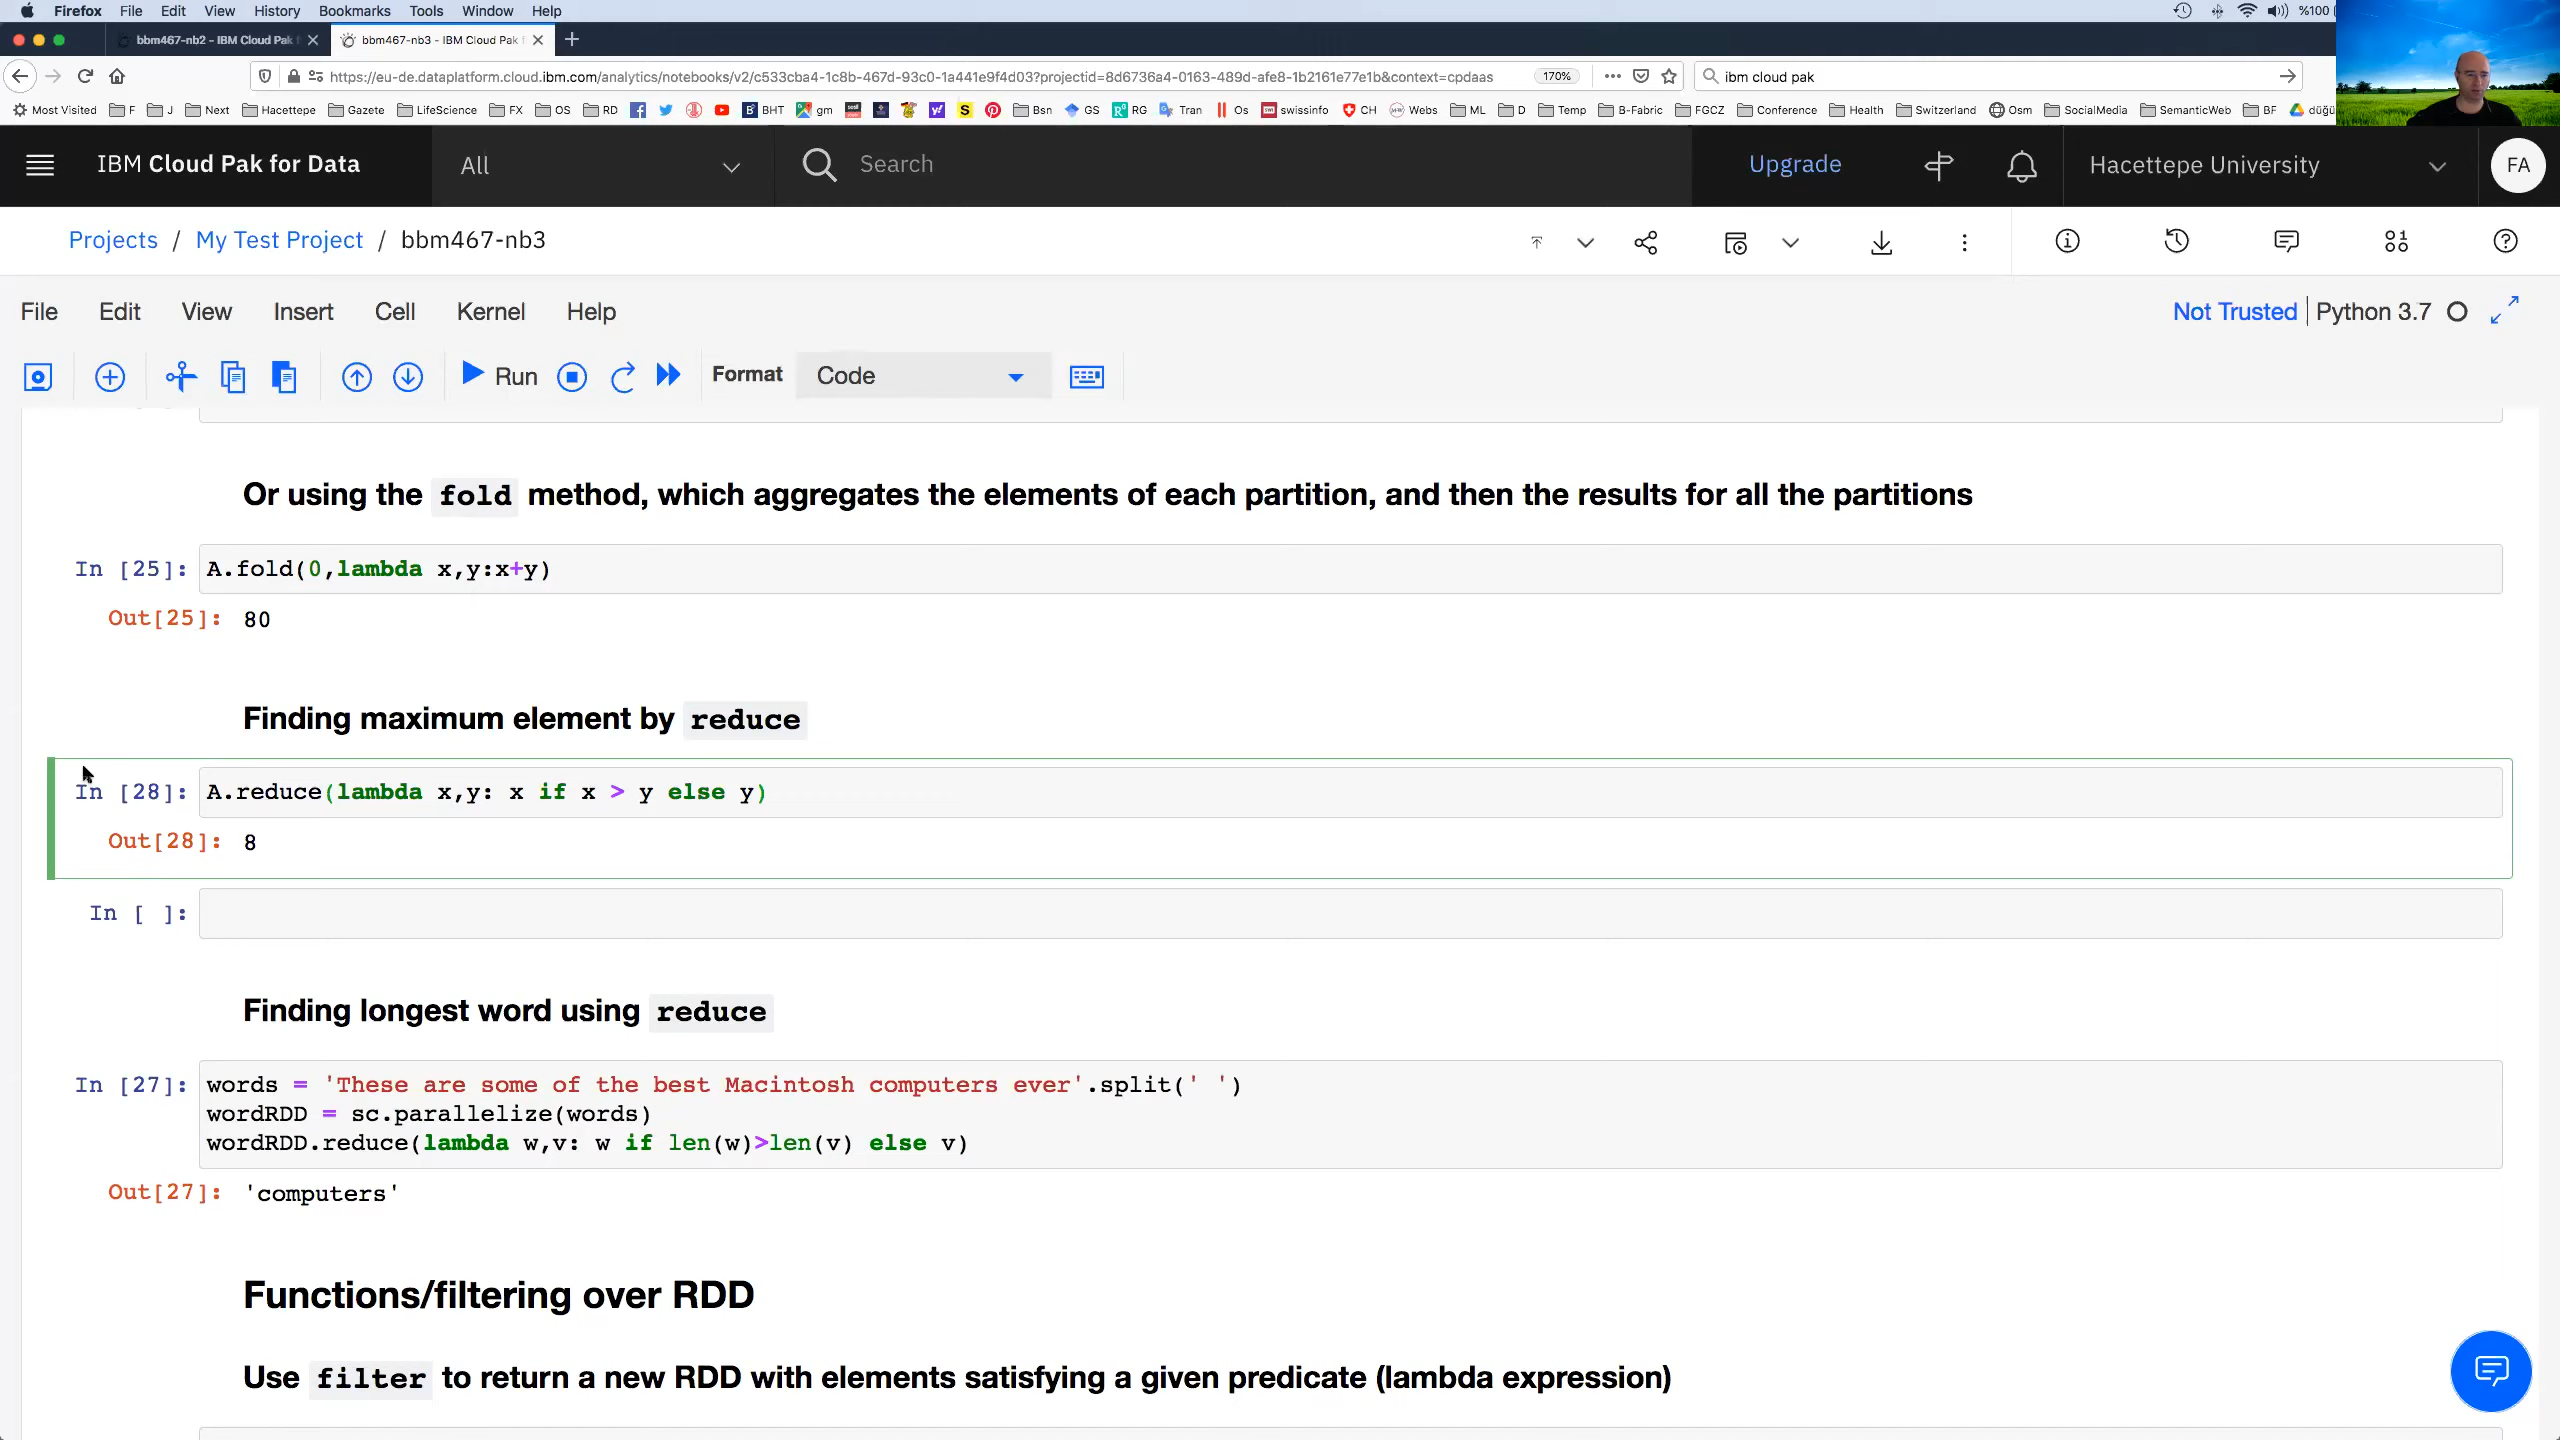 Firefox File Edit View History Bookmarks Tools Window Help %100
bbm467-nb2 - IBM Cloud Pak f bbm467-nb3 - IBM Cloud Pak f
https://eu-de.dataplatform.cloud.ibm.com/analytics/notebooks/v2/c533cba4-1c8b-467d-93c0-1a441e9f4d03?projectid=8d6736a4-0163-489d-afe8-1b2161e77e1b&context=cpdaas 170% ibm cloud pak
Most Visited F J Next Hacettepe Gazete LifeScience FX OS RD BHT gm Bsn GS RG Tran Os swissinfo CH Webs ML D Temp B-Fabric FGCZ Conference Health Switzerland Osm SocialMedia SemanticWeb BF düğü
IBM Cloud Pak for Data All Search Upgrade Hacettepe University FA
Projects / My Test Project / bbm467-nb3
File Edit View Insert Cell Kernel Help Not Trusted Python 3.7
Run Format Code
Or using the fold method, which aggregates the elements of each partition, and then the results for all the partitions
In [25]: A.fold(0,lambda x,y:x+y)
Out[25]: 80
Finding maximum element by reduce
In [28]: A.reduce(lambda x,y: x if x > y else y)
Out[28]: 8
In [ ]:
Finding longest word using reduce
In [27]: words = 'These are some of the best Macintosh computers ever'.split(' ')
wordRDD = sc.parallelize(words)
wordRDD.reduce(lambda w,v: w if len(w)>len(v) else v)
Out[27]: 'computers'
Functions/filtering over RDD
Use filter to return a new RDD with elements satisfying a given predicate (lambda expression)